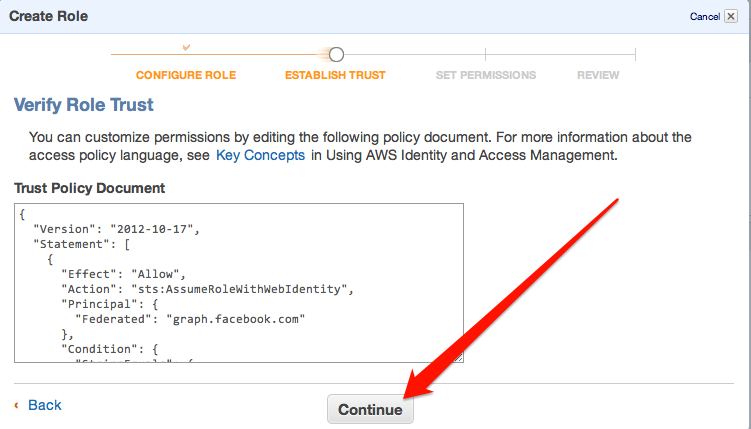 Create Role
Cancel
CONFIGURE ROLE
ESTABLISH TRUST
SET PERMISSIONS
REVIEW
Verify Role Trust
You can customize permissions by editing the following policy document. For more information about the
access policy language, see Key Concepts in Using AWS Identity and Access Management.
Trust Policy Document
{
"Version": "2012-10-17",
"Statement": [
{
"Effect": "Allow",
"Action": "sts:AssumeRoleWithWebIdentity",
"Principal": {
"Federated": "graph.facebook.com"
},
"Condition": {
‹ Back
Continue